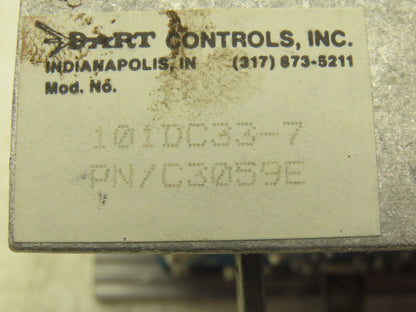 DART CONTROLS, INC.
INDIANAPOLIS, IN (317) 873-5211
Mod. No.
101DC33-7
PN/C3059E